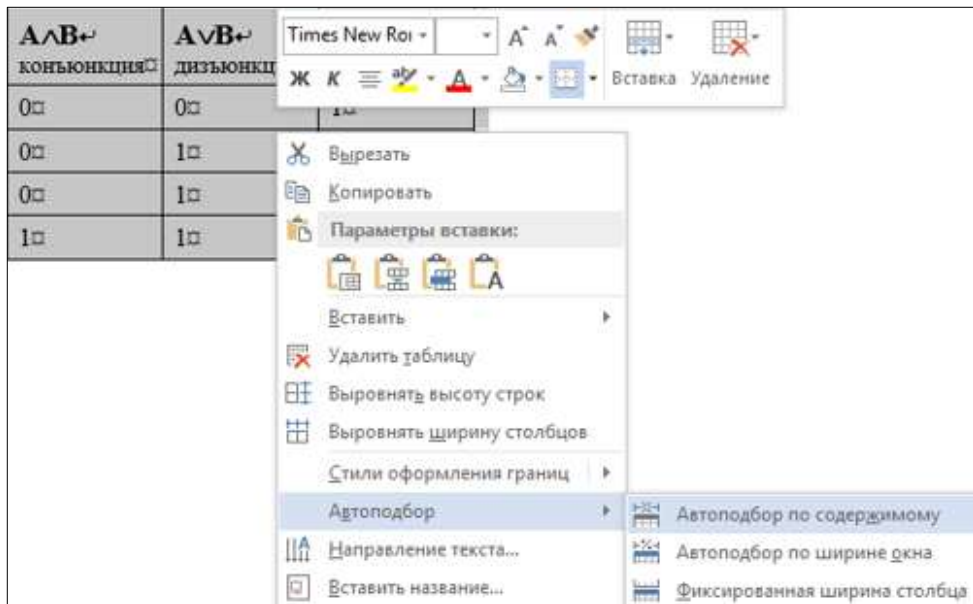 A∧B↵ A∨B↵
конъюнкция¤
0¤ 0¤
0¤ 1¤
0¤ 1¤
1¤ 1¤
Times New Roi
Ж К A
Вставка Удаление
Вырезать
Копировать
Параметры вставки:
Вставить
Удалить таблицу
Выровнять высоту строк
Выровнять ширину столбцов
Стили оформления границ
Автоподбор
Направление текста...
Вставить название...
Автоподбор по содержимому
Автоподбор по ширине окна
Фиксированная ширина столбца